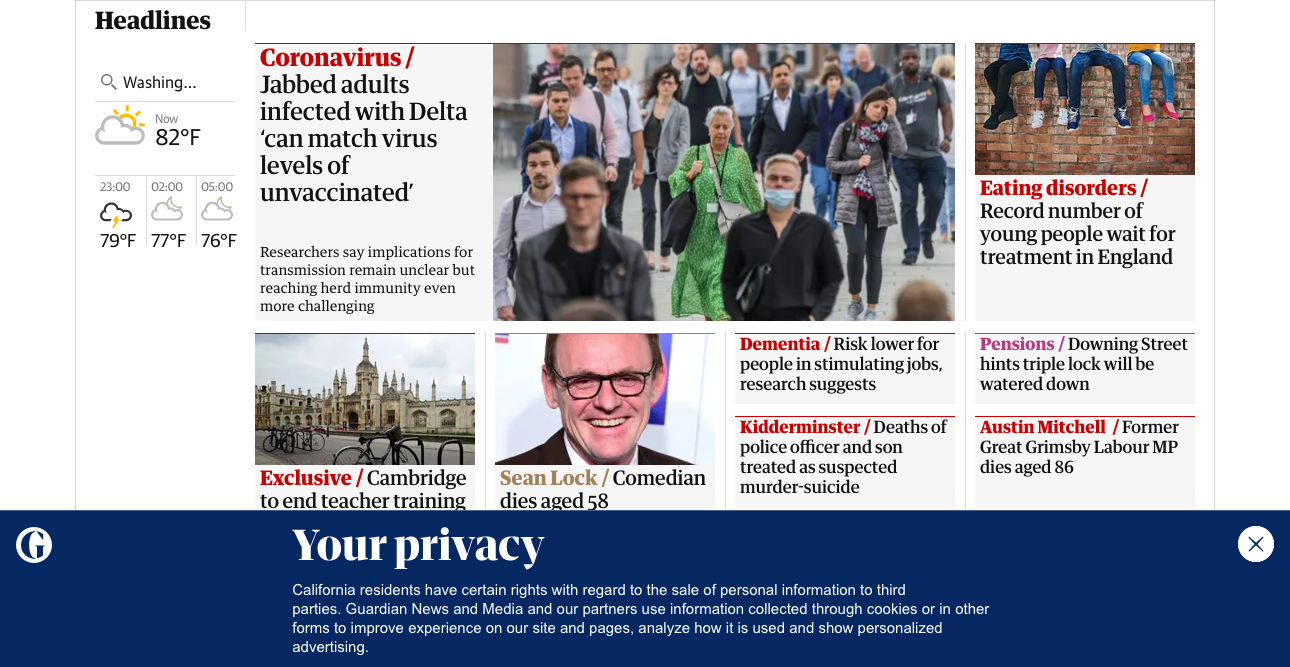 Headlines
Washing...
Now
82°F
23:00
02:00
05:00
79°F
77°F
76°F
Coronavirus /
Jabbed adults
infected with Delta
‘can match virus
levels of
unvaccinated’
Researchers say implications for
transmission remain unclear but
reaching herd immunity even
more challenging
Eating disorders /
Record number of
young people wait for
treatment in England
Exclusive / Cambridge
to end teacher training
Sean Lock / Comedian
dies aged 58
Dementia / Risk lower for
people in stimulating jobs,
research suggests
Kidderminster / Deaths of
police officer and son
treated as suspected
murder-suicide
Pensions / Downing Street
hints triple lock will be
watered down
Austin Mitchell / Former
Great Grimsby Labour MP
dies aged 86
G
Your privacy
California residents have certain rights with regard to the sale of personal information to third
parties. Guardian News and Media and our partners use information collected through cookies or in other
forms to improve experience on our site and pages, analyze how it is used and show personalized
advertising.